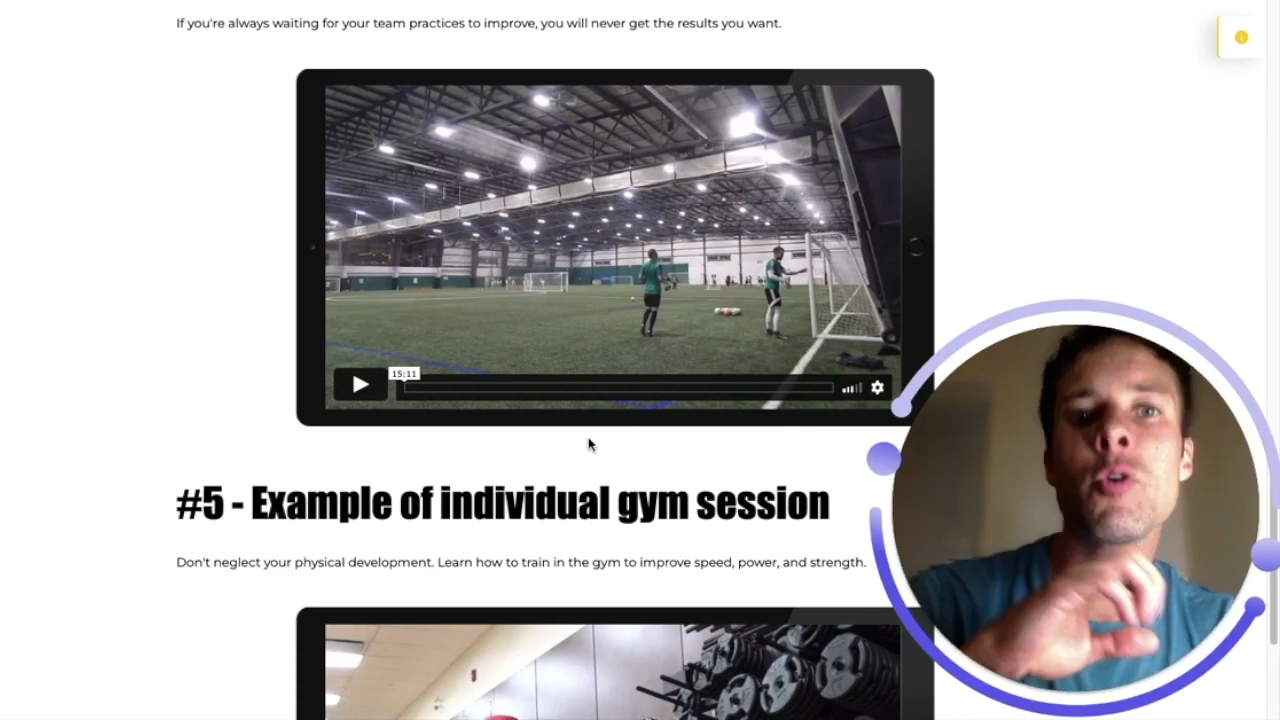 If you're always waiting for your team practices to improve, you will never get the results you want.
15:11
#5 - Example of individual gym session
Don't neglect your physical development. Learn how to train in the gym to improve speed, power, and strength.